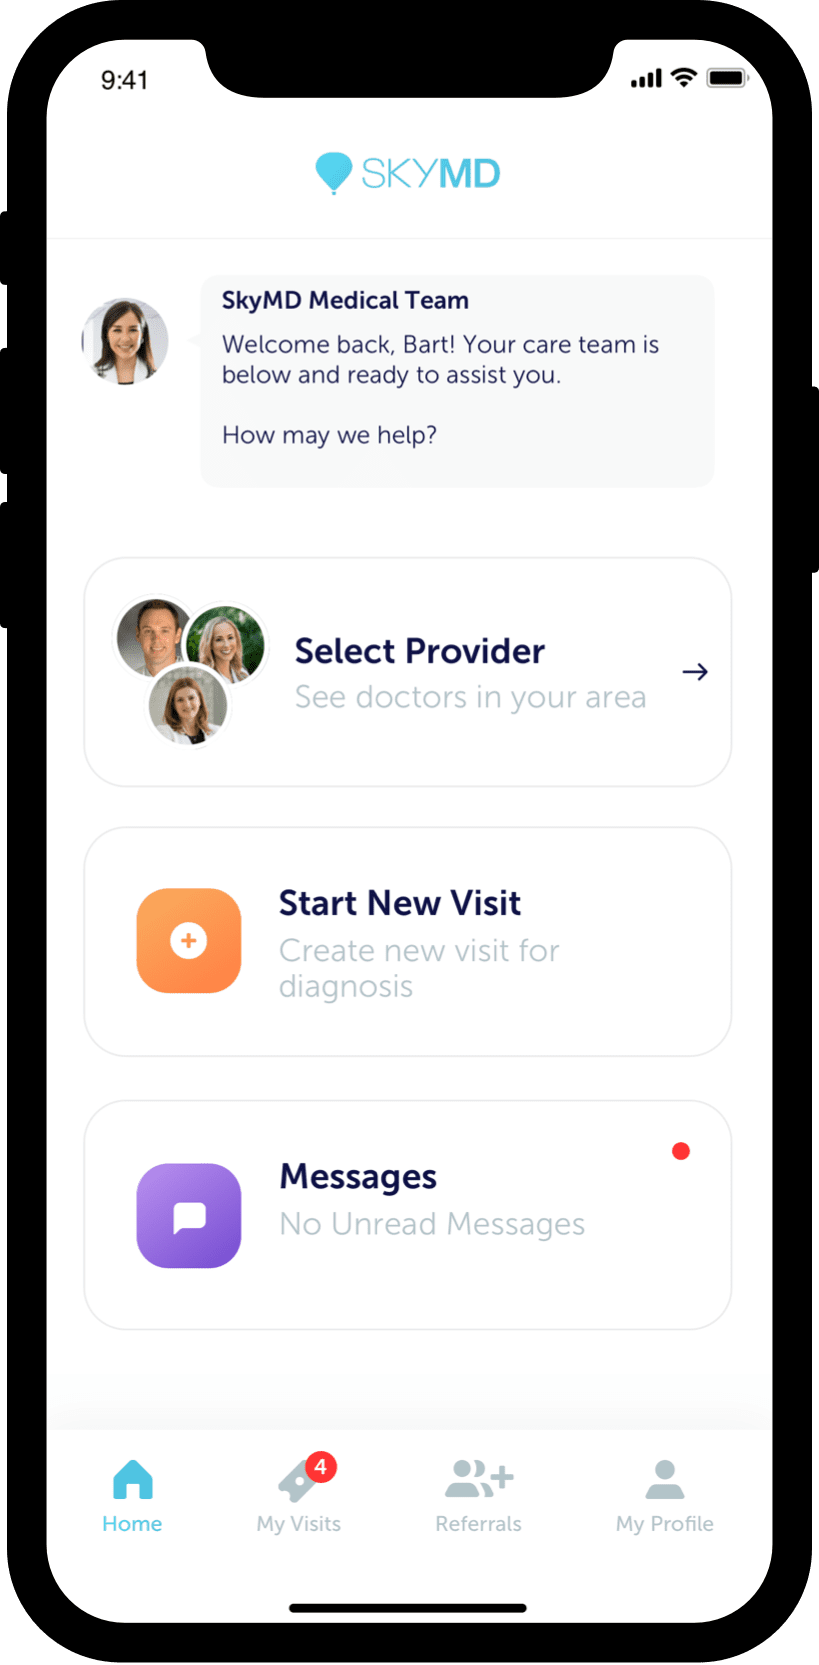 9:41
SKYMD
SkyMD Medical Team
Welcome back, Bart! Your care team is
below and ready to assist you.
How may we help?
Select Provider
See doctors in your area
Start New Visit
Create new visit for
diagnosis
Messages
No Unread Messages
4
Home
My Visits
Referrals
My Profile